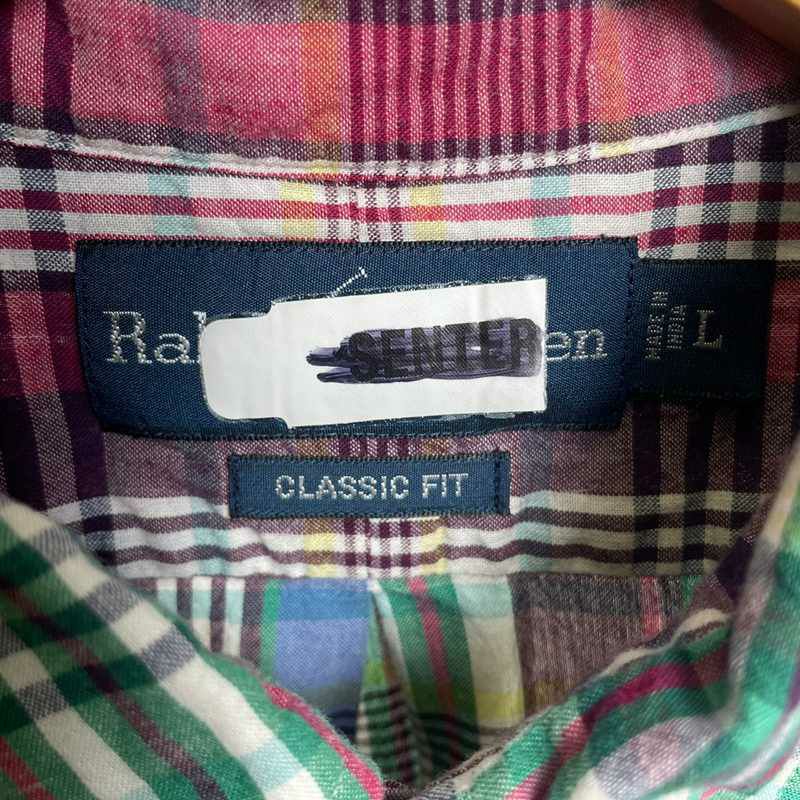 Ral
SENTER
en
MADE IN
INDIA
L
CLASSIC FIT